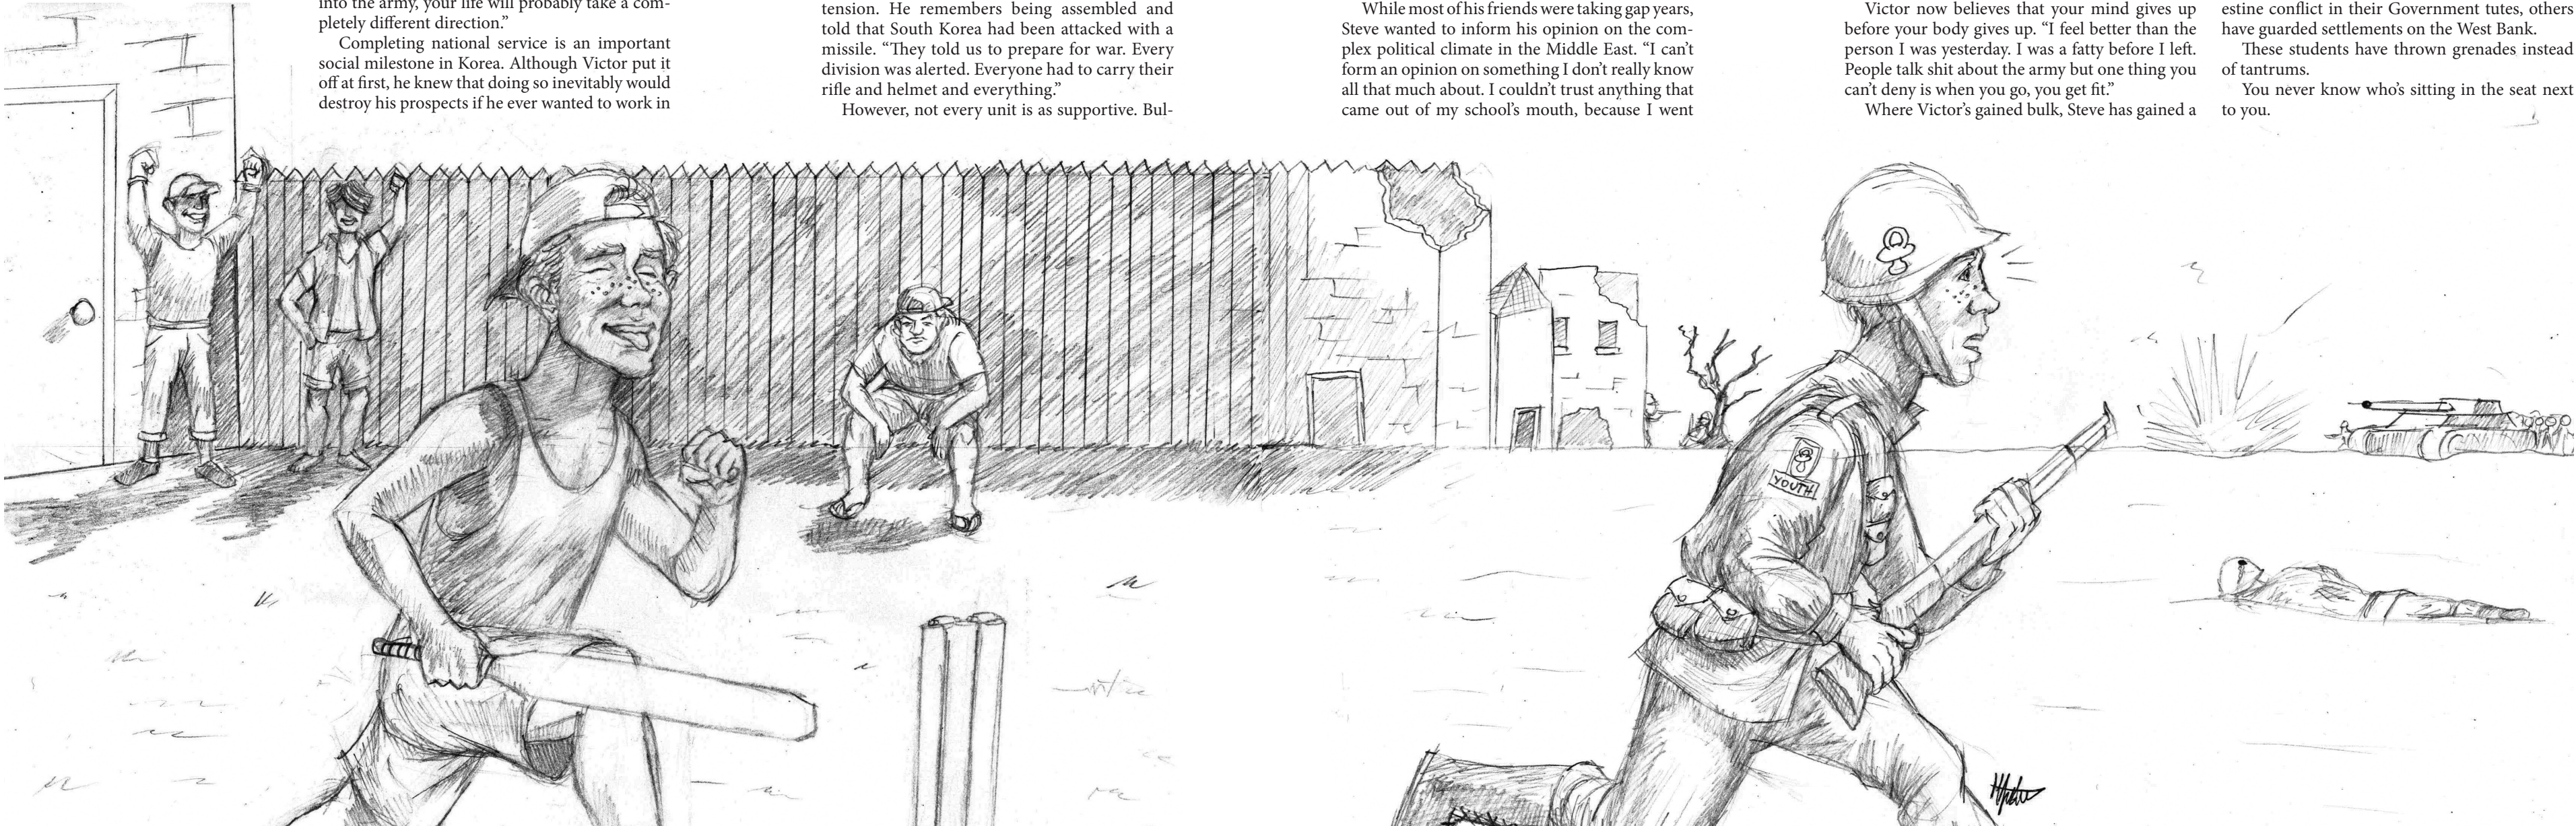 into the army, your life will probably take a com-
pletely different direction.”
Completing national service is an important
social milestone in Korea. Although Victor put it
off at first, he knew that doing so inevitably would
destroy his prospects if he ever wanted to work in
tension. He remembers being assembled and
told that South Korea had been attacked with a
missile. “They told us to prepare for war. Every
division was alerted. Everyone had to carry their
rifle and helmet and everything.”
However, not every unit is as supportive. Bul-
While most of his friends were taking gap years,
Steve wanted to inform his opinion on the com-
plex political climate in the Middle East. “I can’t
form an opinion on something I don’t really know
all that much about. I couldn’t trust anything that
came out of my school’s mouth, because I went
Victor now believes that your mind gives up
before your body gives up. “I feel better than the
person I was yesterday. I was a fatty before I left.
People talk shit about the army but one thing you
can’t deny is when you go, you get fit.”
Where Victor’s gained bulk, Steve has gained a
estine conflict in their Government tutes, others
have guarded settlements on the West Bank.
These students have thrown grenades instead
of tantrums.
You never know who’s sitting in the seat next
to you.
YOUTH